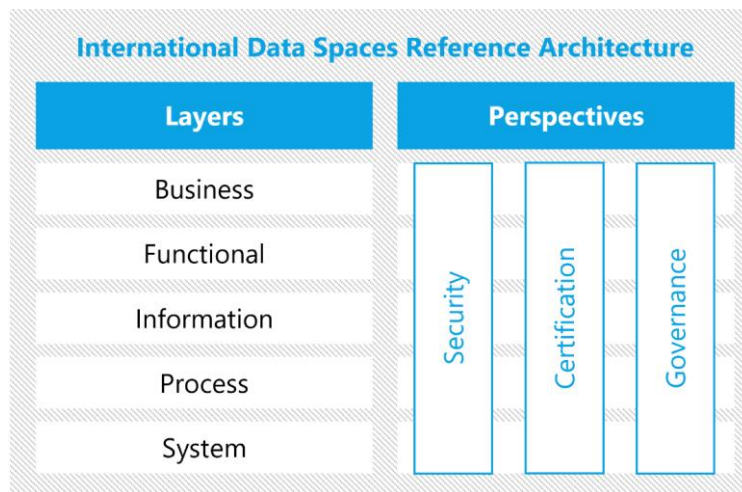 International Data Spaces Reference Architecture
Layers
Perspectives
Business
Functional
Information
Process
System
Security
Certification
Governance